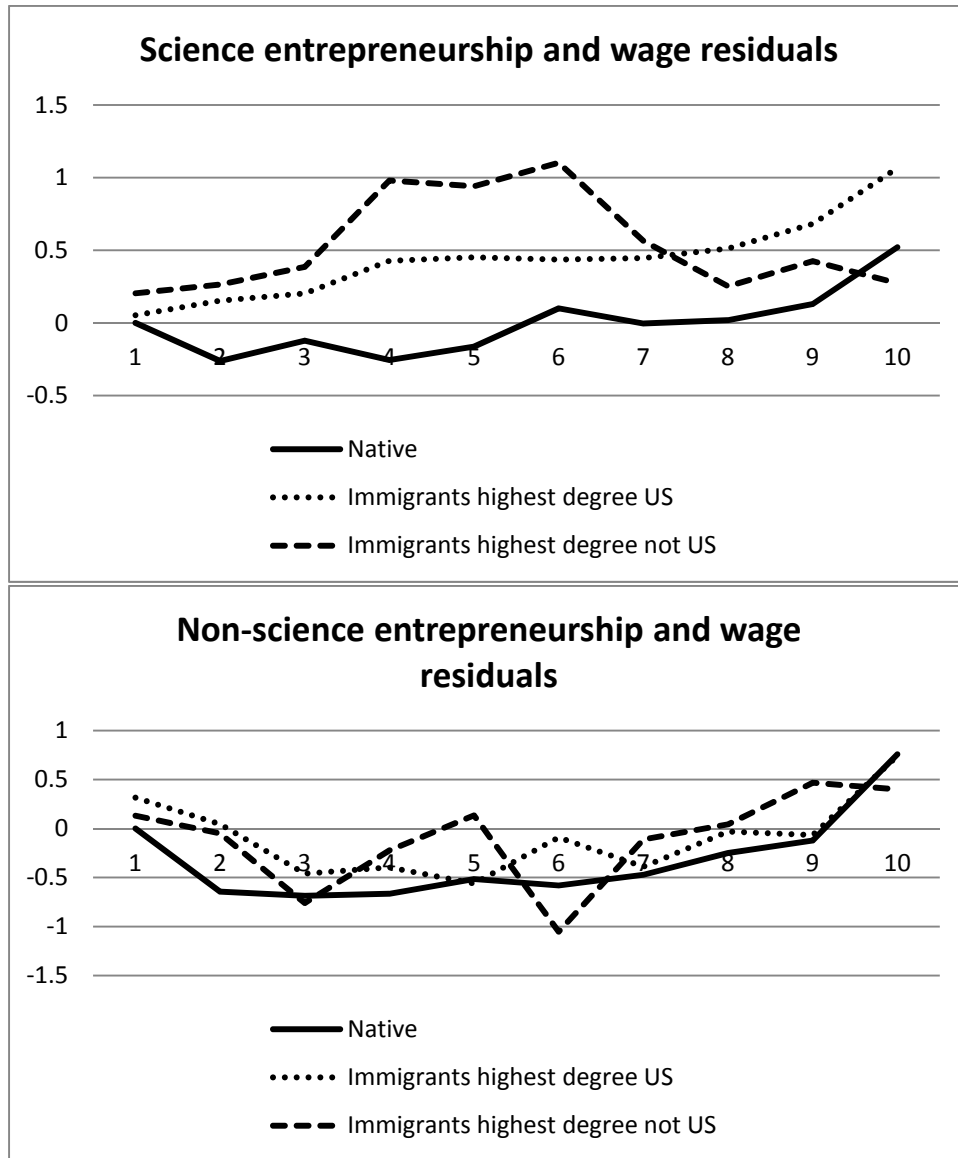 Science entrepreneurship and wage residuals
1.5
1
0.5
0
-0.5
1 2 3 4 5 6 7 8 9 10
Native
Immigrants highest degree US
Immigrants highest degree not US
Non-science entrepreneurship and wage
residuals
1
0.5
0
-0.5
-1
-1.5
1 2 3 4 5 6 7 8 9 10
Native
Immigrants highest degree US
Immigrants highest degree not US